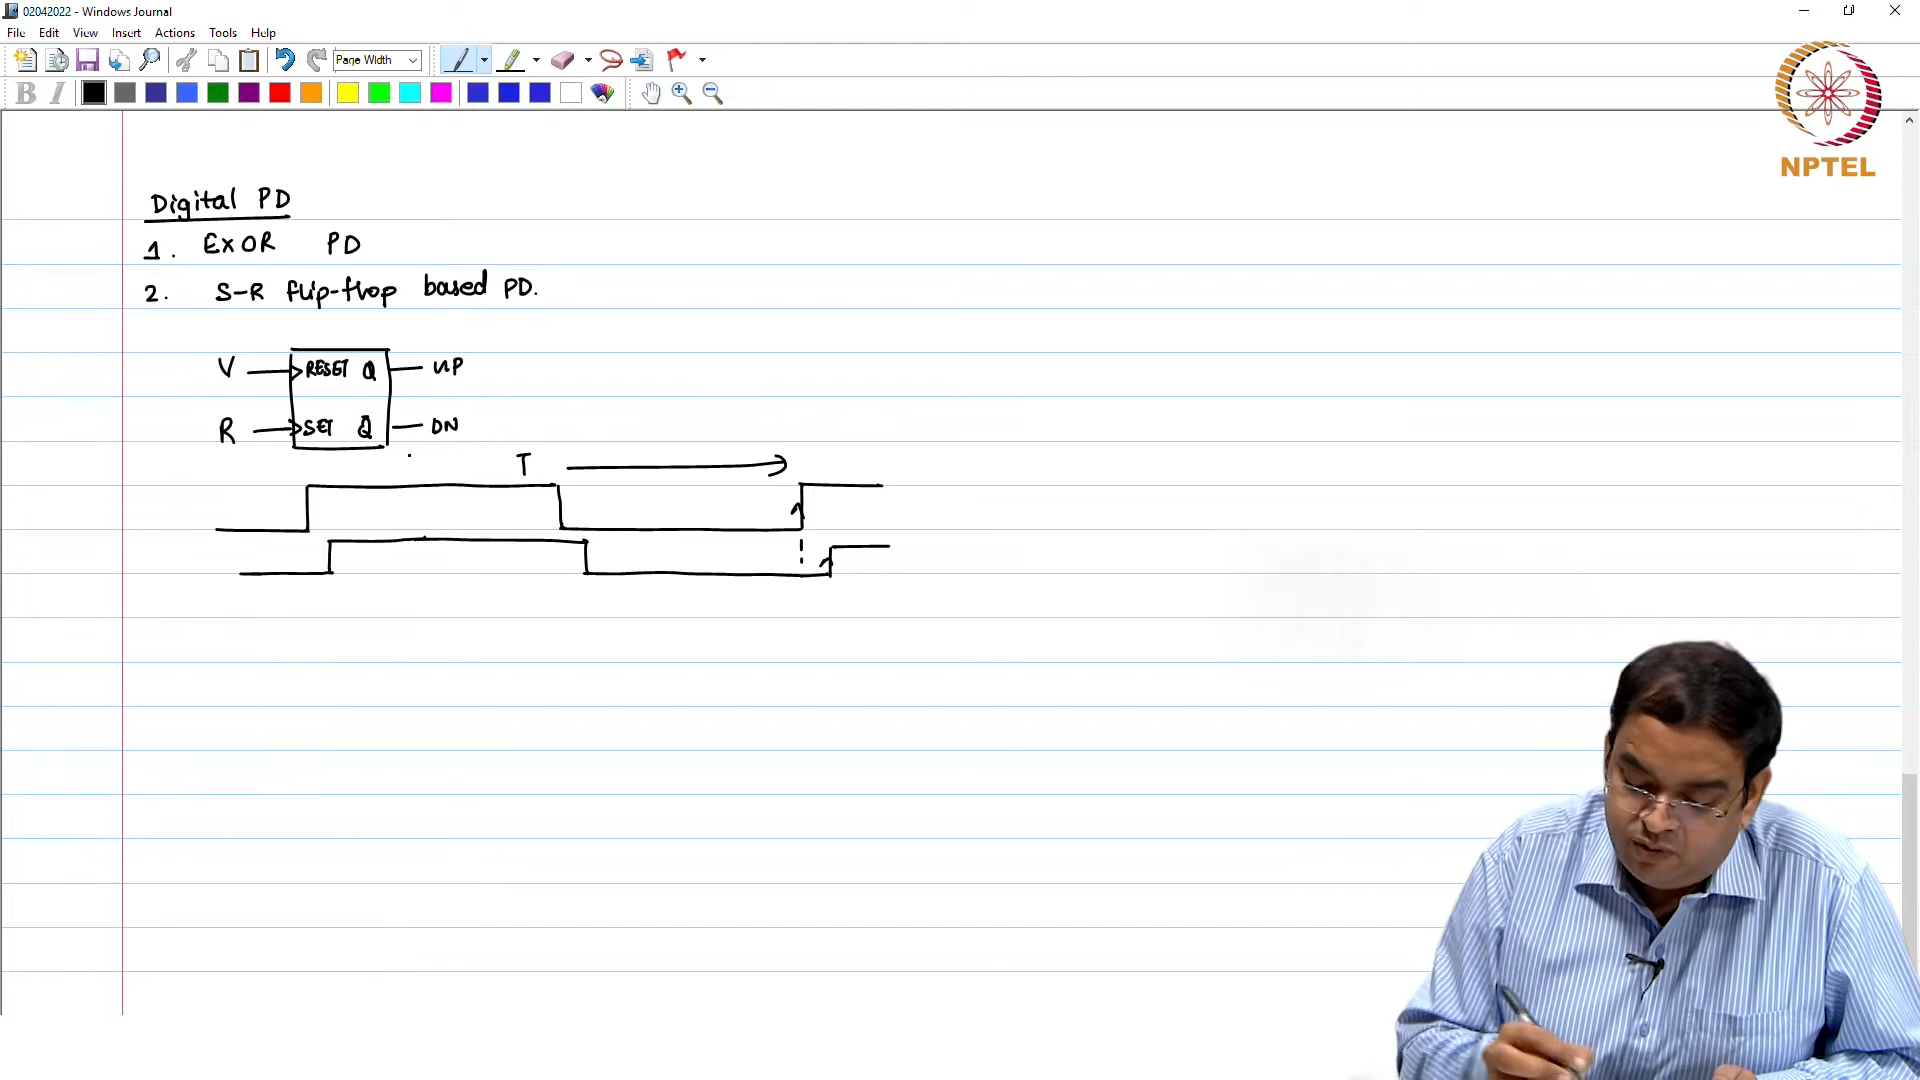 02042022 - Windows Journal
File Edit View Insert Actions Tools Help
Page Width
B I
NPTEL
Digital PD
1. EXOR PD
2. S-R flip-flop based PD.
V RESET Q UP
R SET Q DN
T